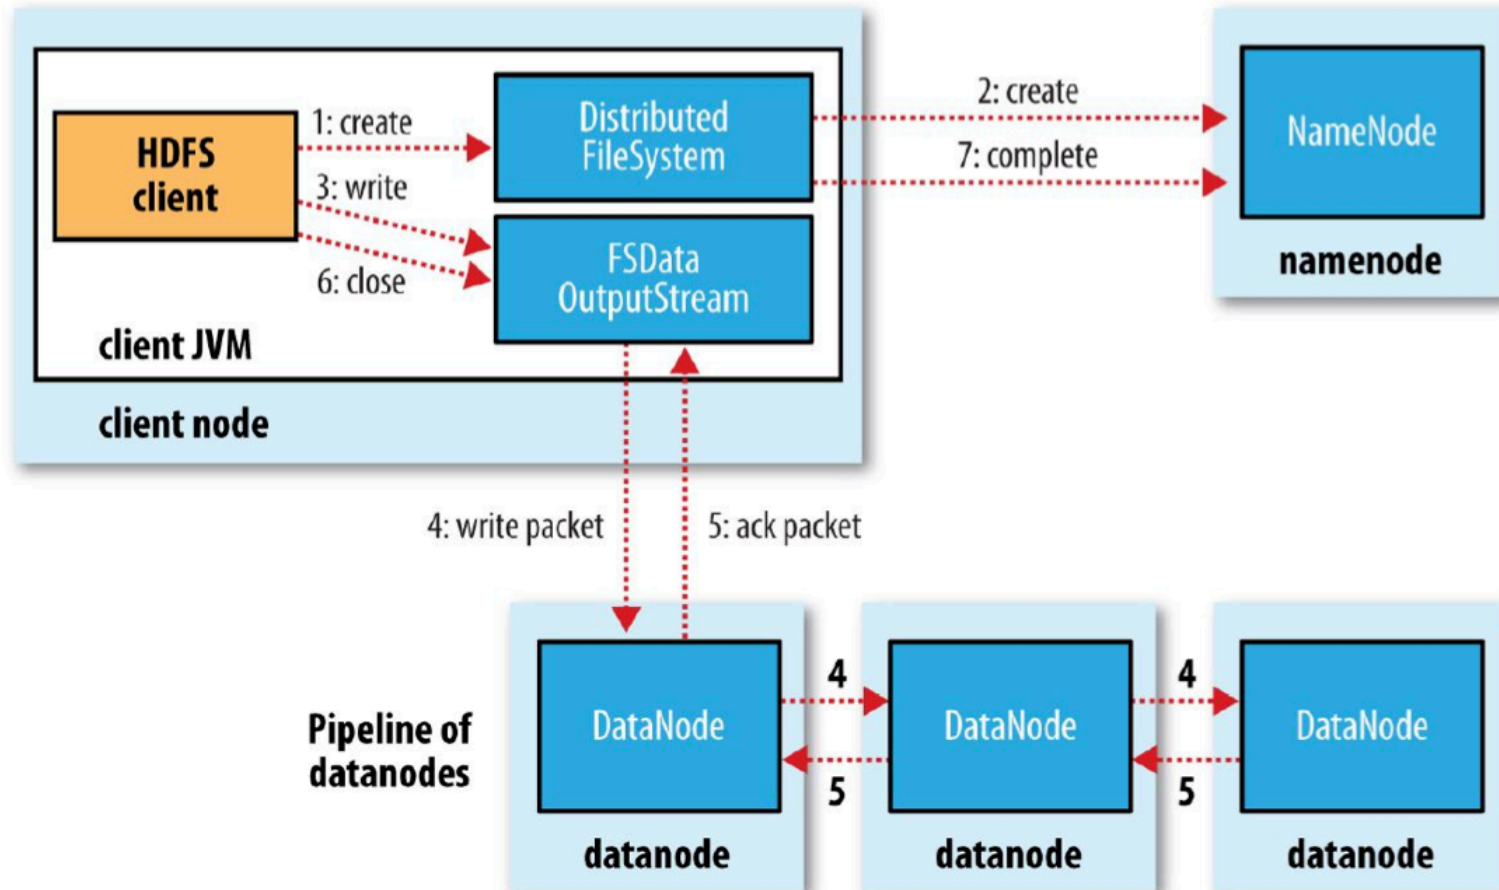 HDFS
client
1: create
3: write
6: close
Distributed
FileSystem
FSData
OutputStream
client JVM
client node
2: create
7: complete
NameNode
namenode
4: write packet
5: ack packet
Pipeline of
datanodes
DataNode
datanode
4
5
DataNode
datanode
4
5
DataNode
datanode